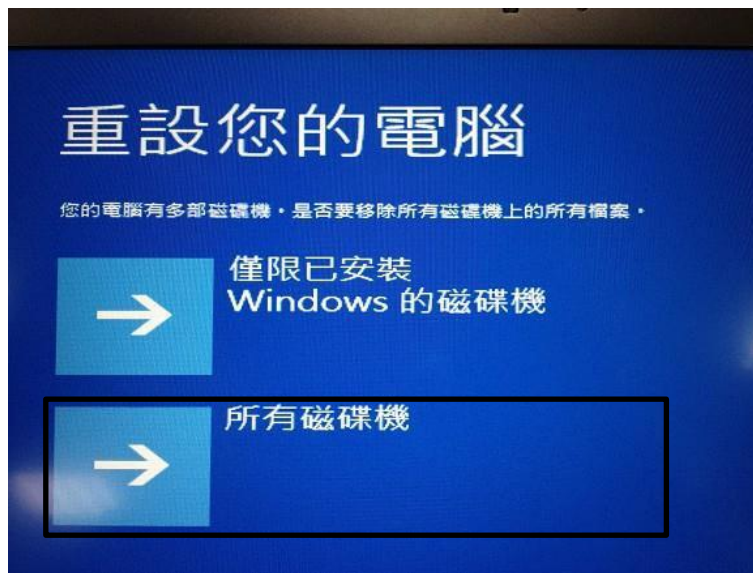 重設您的電腦
您的電腦有多部磁碟機。是否要移除所有磁碟機上的所有檔案。
僅限已安裝
Windows 的磁碟機
所有磁碟機